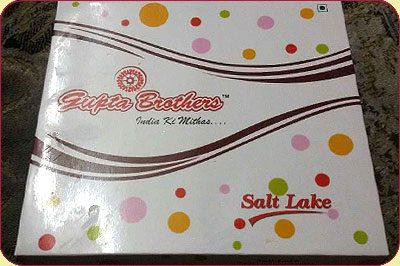 Gupta Brothers™
India Ki Mithas....
Salt Lake